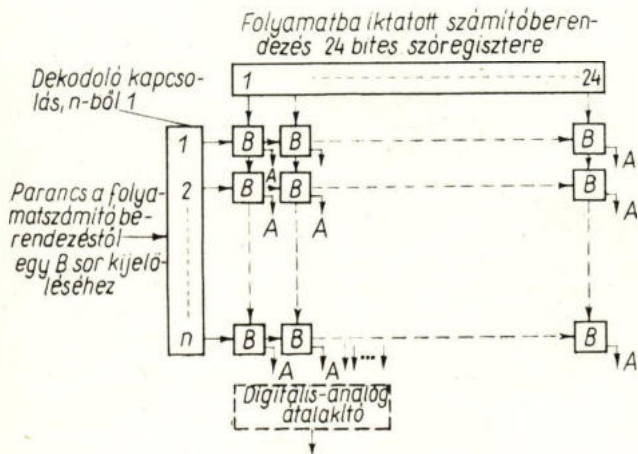 Folyamatba iktatott számítóberen-
dezés 24 bites szóregisztere
1 24
Dekodoló kapcso-
lás, n-ből 1
1 B B B
A A
2 B B B
A A A
Parancs a folya-
matszámító be-
rendezéstől
egy B sor kijelö-
léséhez
n B B B
A A A
Digitális-analóg
átalakító